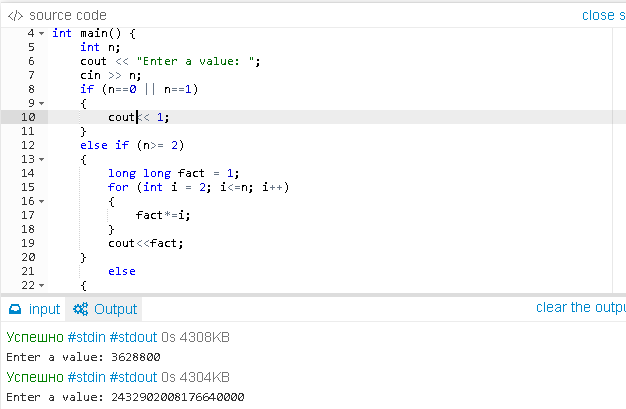 </> source code close s
4 int main() {
5 int n;
6 cout << "Enter a value: ";
7 cin >> n;
8 if (n==0 || n==1)
9 {
10 cout<< 1;
11 }
12 else if (n>= 2)
13 {
14 long long fact = 1;
15 for (int i = 2; i<=n; i++)
16 {
17 fact*=i;
18 }
19 cout<<fact;
20 }
21 else
22 {
input Output clear the outpu
Успешно #stdin #stdout 0s 4308KB
Enter a value: 3628800
Успешно #stdin #stdout 0s 4304KB
Enter a value: 2432902008176640000